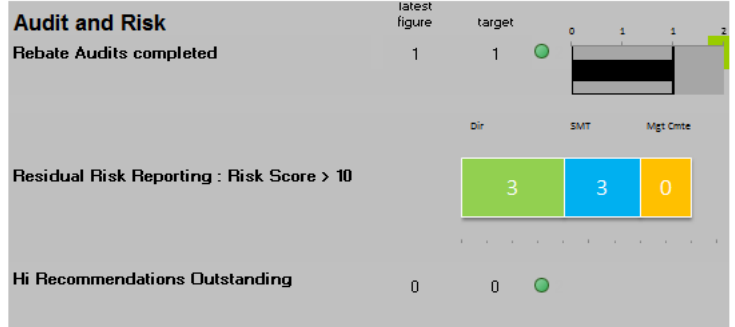 Audit and Risk
latest figure
target
0 1 1 2
Rebate Audits completed
1 1
Dir SMT Mgt Cmte
Residual Risk Reporting : Risk Score > 10
3 3 0
Hi Recommendations Outstanding
0 0